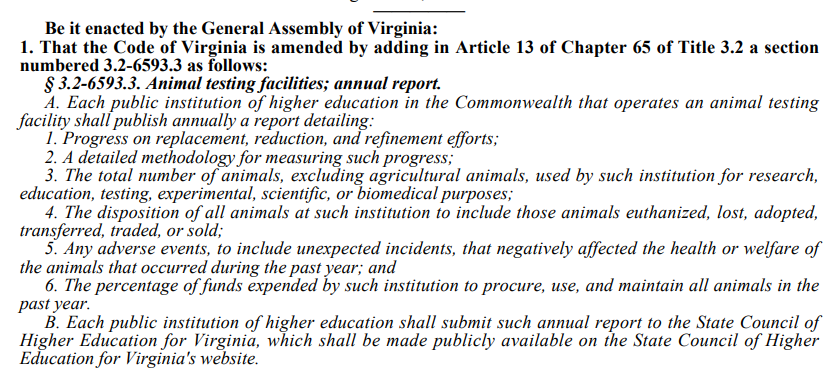 Be it enacted by the General Assembly of Virginia:
1. That the Code of Virginia is amended by adding in Article 13 of Chapter 65 of Title 3.2 a section
numbered 3.2-6593.3 as follows:
§ 3.2-6593.3. Animal testing facilities; annual report.
A. Each public institution of higher education in the Commonwealth that operates an animal testing
facility shall publish annually a report detailing:
1. Progress on replacement, reduction, and refinement efforts;
2. A detailed methodology for measuring such progress;
3. The total number of animals, excluding agricultural animals, used by such institution for research,
education, testing, experimental, scientific, or biomedical purposes;
4. The disposition of all animals at such institution to include those animals euthanized, lost, adopted,
transferred, traded, or sold;
5. Any adverse events, to include unexpected incidents, that negatively affected the health or welfare of
the animals that occurred during the past year; and
6. The percentage of funds expended by such institution to procure, use, and maintain all animals in the
past year.
B. Each public institution of higher education shall submit such annual report to the State Council of
Higher Education for Virginia, which shall be made publicly available on the State Council of Higher
Education for Virginia's website.